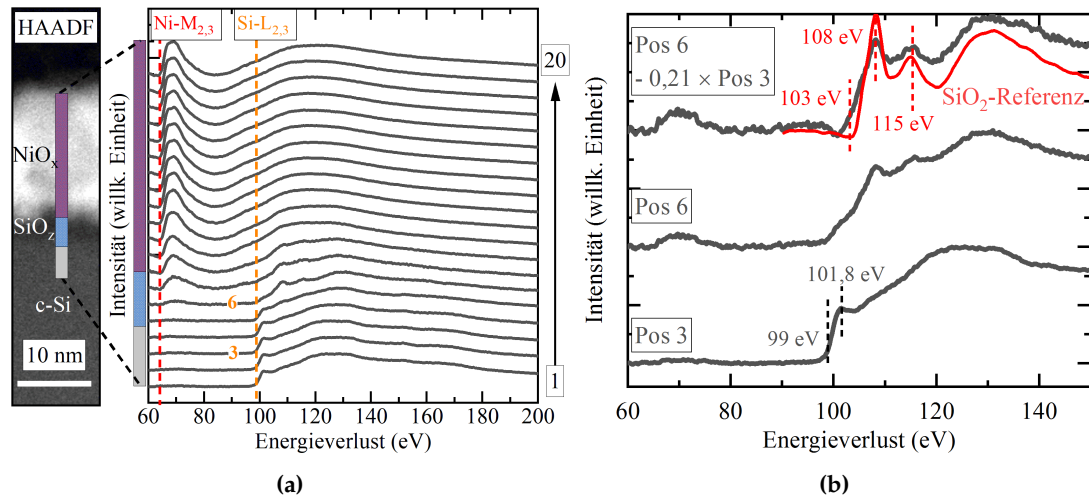 HAADF
NiOₓ
SiO_z
c-Si
10 nm
Intensität (willk. Einheit)
Ni-M₂,₃
Si-L₂,₃
20
6
3
1
60 80 100 120 140 160 180 200
Energieverlust (eV)
(a)
Intensität (willk. Einheit)
Pos 6
- 0,21 × Pos 3
108 eV
103 eV
115 eV
SiO₂-Referenz
Pos 6
101,8 eV
99 eV
Pos 3
60 80 100 120 140
Energieverlust (eV)
(b)